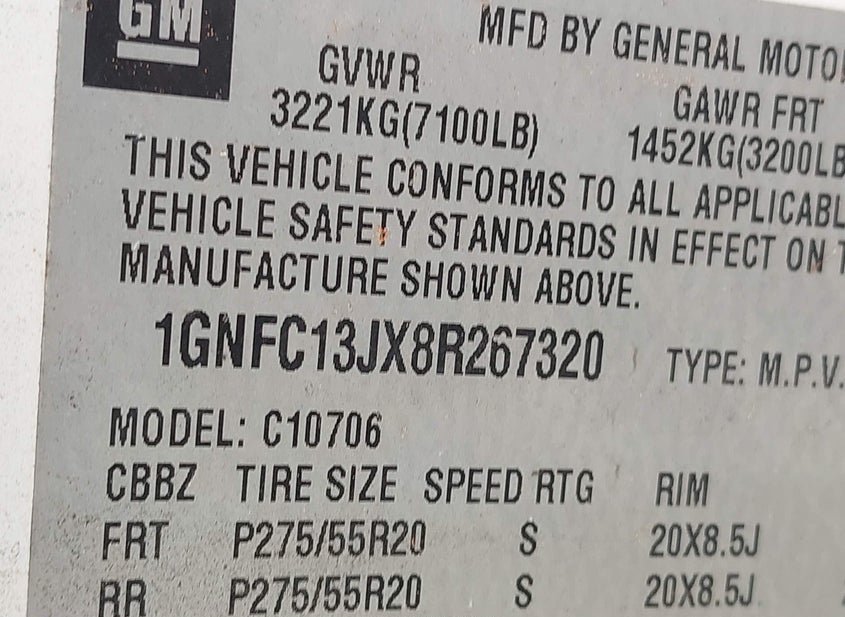 GM
MFD BY GENERAL
GVWR
GAWR FRT
3221KG(7100LB)
1452KG(3200LB
THIS VEHICLE CONFORMS TO ALL
VEHICLE SAFETY STANDARDS IN EFFECT ON
MANUFACTURE SHOWN ABOVE.
1GNFC13JX8R267320 TYPE: M.P.V.
MODEL: C10706
CBBZ TIRE SIZE SPEED RTG RIM
FRT P275/55R20 S 20X8.5J
RR P275/55R20 S 20X8.5J